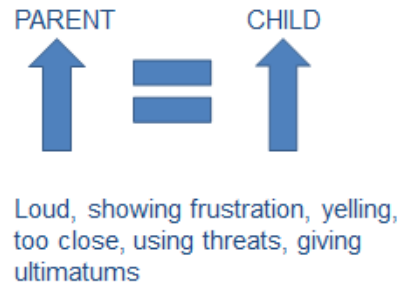 PARENT CHILD
Loud, showing frustration, yelling,
too close, using threats, giving
ultimatums